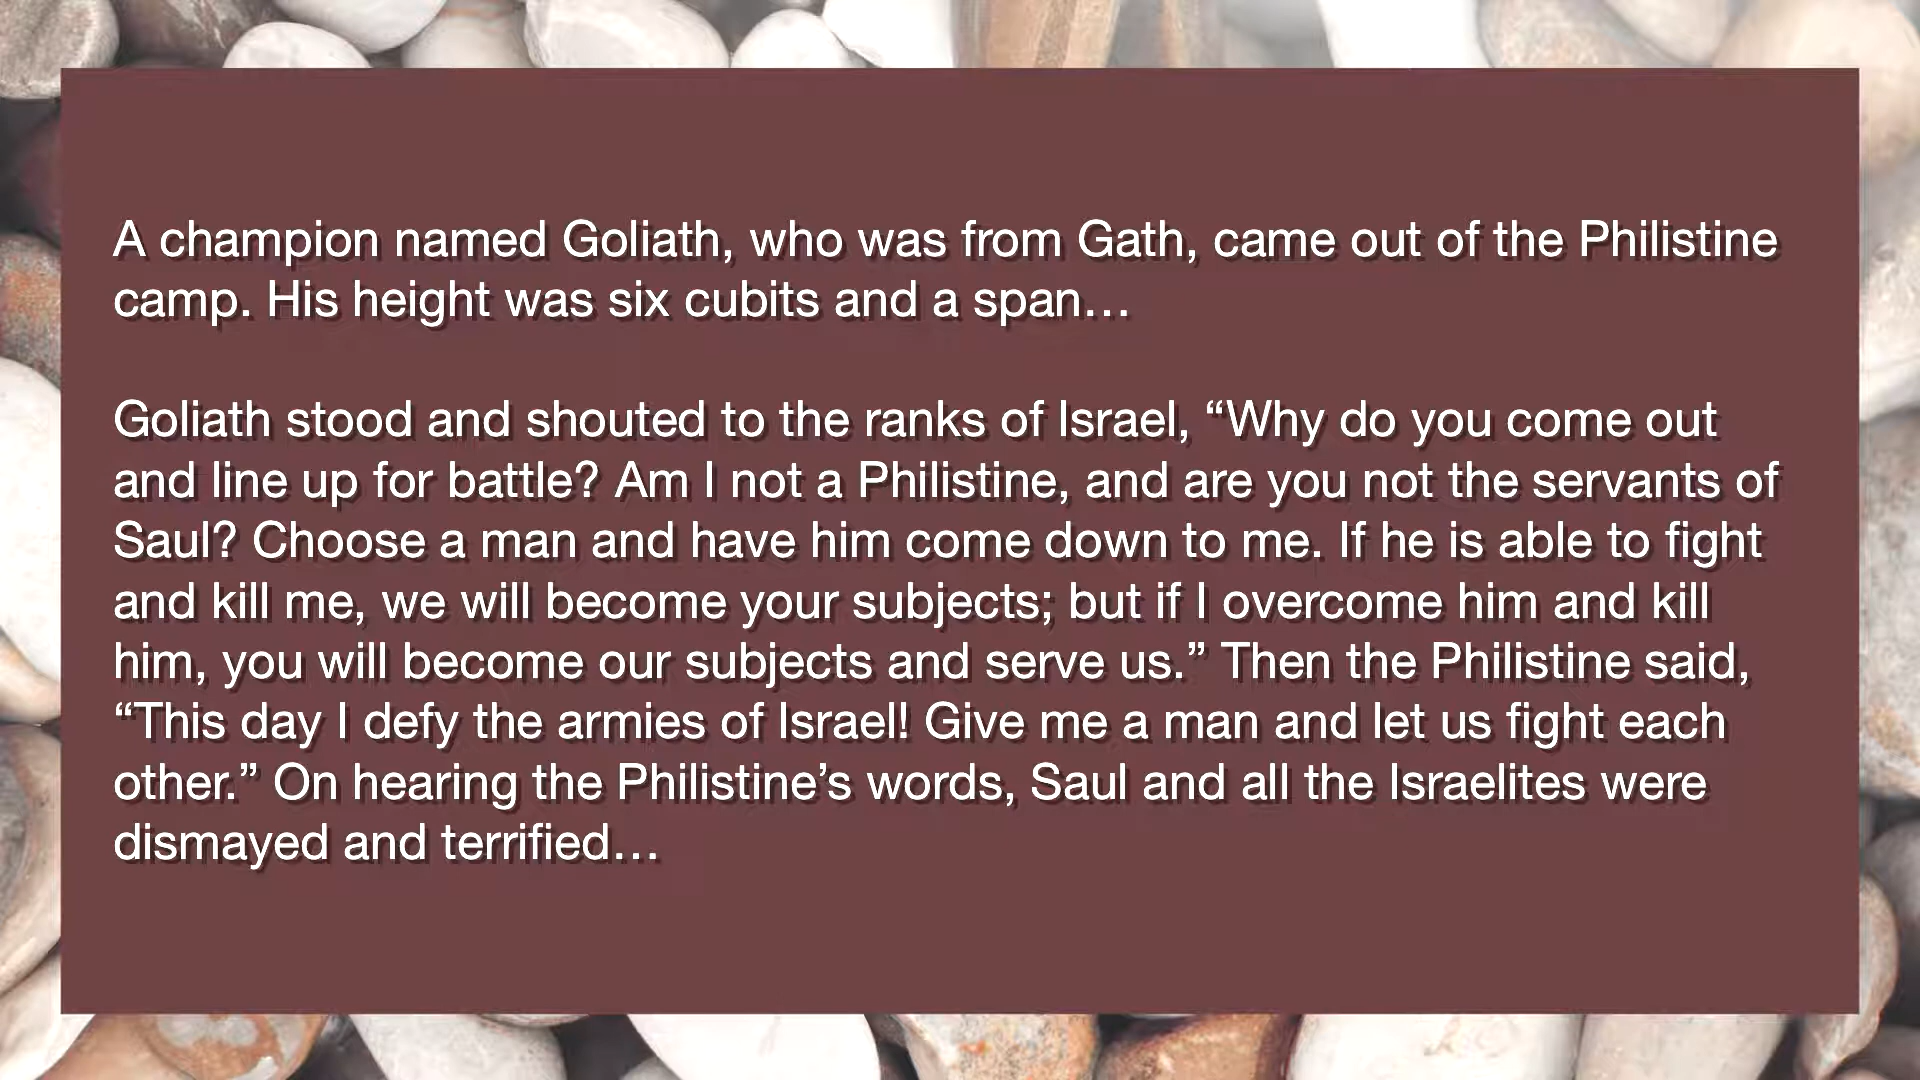 A champion named Goliath, who was from Gath, came out of the Philistine
camp. His height was six cubits and a span…
Goliath stood and shouted to the ranks of Israel, “Why do you come out
and line up for battle? Am I not a Philistine, and are you not the servants of
Saul? Choose a man and have him come down to me. If he is able to fight
and kill me, we will become your subjects; but if I overcome him and kill
him, you will become our subjects and serve us.” Then the Philistine said,
“This day I defy the armies of Israel! Give me a man and let us fight each
other.” On hearing the Philistine’s words, Saul and all the Israelites were
dismayed and terrified…